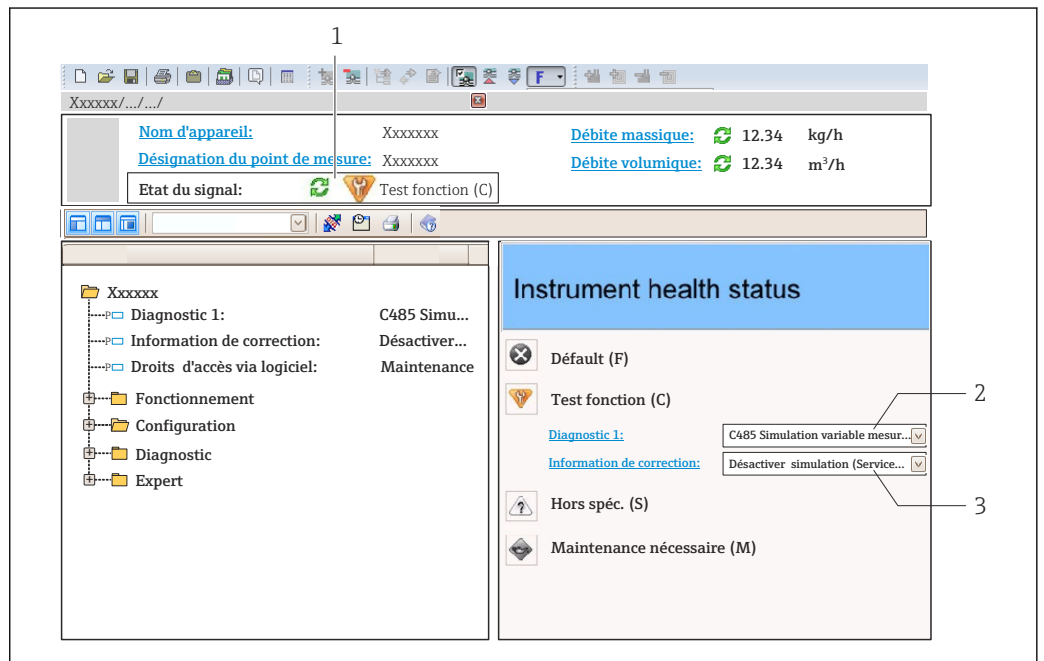 1
F
Xxxxxx/.../.../
Nom d'appareil: Xxxxxxx Débite massique: 12.34 kg/h
Désignation du point de mesure: Xxxxxxx Débite volumique: 12.34 m³/h
Etat du signal: Test fonction (C)
Xxxxxx
P Diagnostic 1: C485 Simu...
P Information de correction: Désactiver...
P Droits d'accès via logiciel: Maintenance
Fonctionnement
Configuration
Diagnostic
Expert
Instrument health status
Défault (F)
Test fonction (C)
2
Diagnostic 1: C485 Simulation variable mesur...
Information de correction: Désactiver simulation (Service...
Hors spéc. (S)
3
Maintenance nécessaire (M)